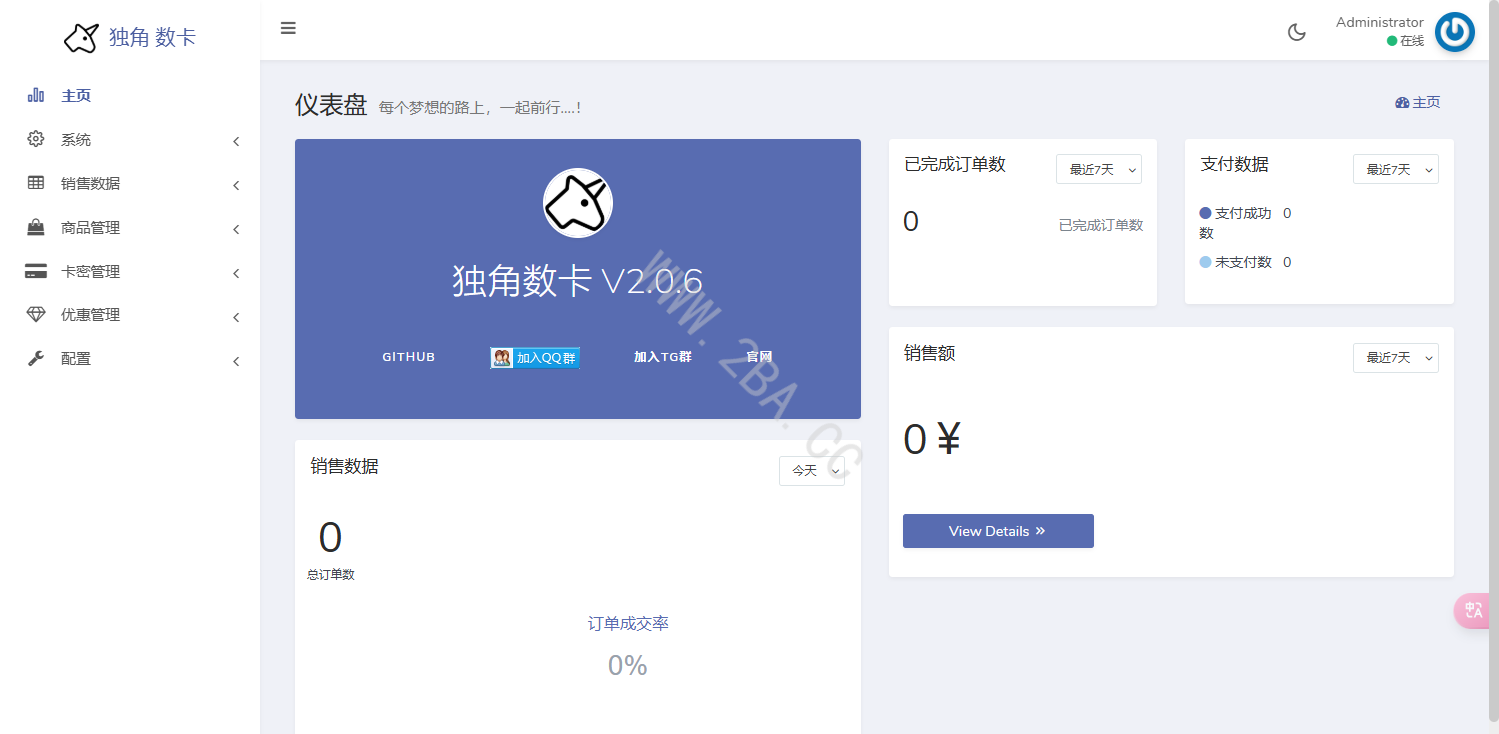 独角 数卡
Administrator
在线
主页
系统
销售数据
商品管理
卡密管理
优惠管理
配置
仪表盘 每个梦想的路上，一起前行....！
主页
独角数卡 V2.0.6
GITHUB
加入QQ群
加入TG群
官网
已完成订单数
最近7天
0
已完成订单数
支付数据
最近7天
支付成功数 0
未支付数 0
销售额
最近7天
0 ¥
View Details »
销售数据
今天
0
总订单数
订单成交率
0%
WWW.2BA.CC
中A